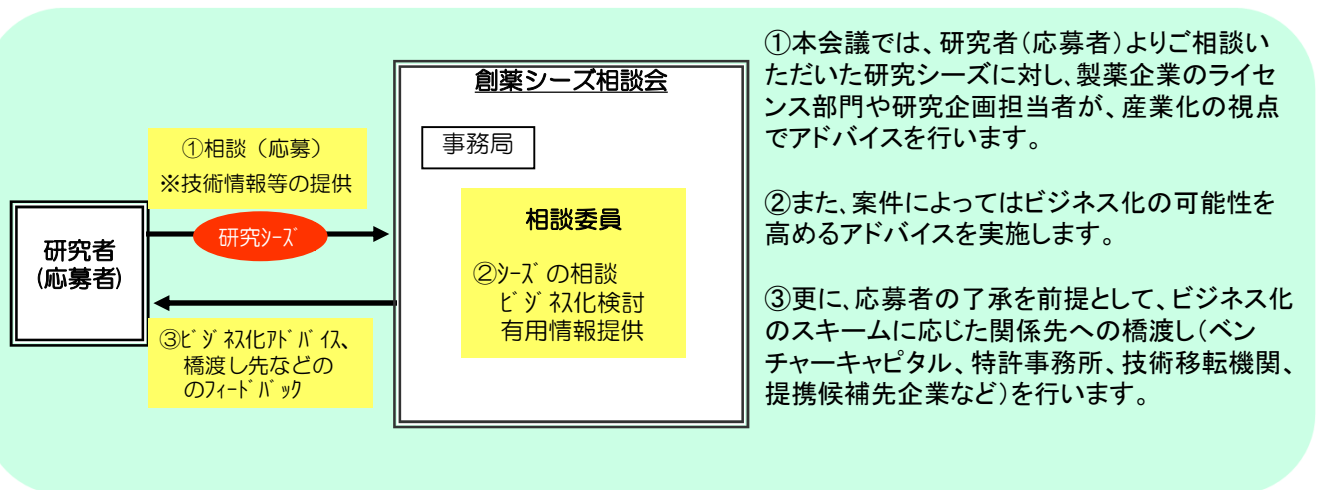 研究者
(応募者)
①相談（応募）
※技術情報等の提供
研究ｼｰｽﾞ
③ﾋﾞｼﾞﾈｽ化ｱﾄﾞﾊﾞｲｽ、
橋渡し先などの
のﾌｨｰﾄﾞﾊﾞｯｸ
創薬シーズ相談会
事務局
相談委員
②ｼｰｽﾞの相談
ﾋﾞｼﾞﾈｽ化検討
有用情報提供
①本会議では、研究者（応募者）よりご相談い
ただいた研究シーズに対し、製薬企業のライセ
ンス部門や研究企画担当者が、産業化の視点
でアドバイスを行います。
②また、案件によってはビジネス化の可能性を
高めるアドバイスを実施します。
③更に、応募者の了承を前提として、ビジネス化
のスキームに応じた関係先への橋渡し（ベン
チャーキャピタル、特許事務所、技術移転機関、
提携候補先企業など）を行います。